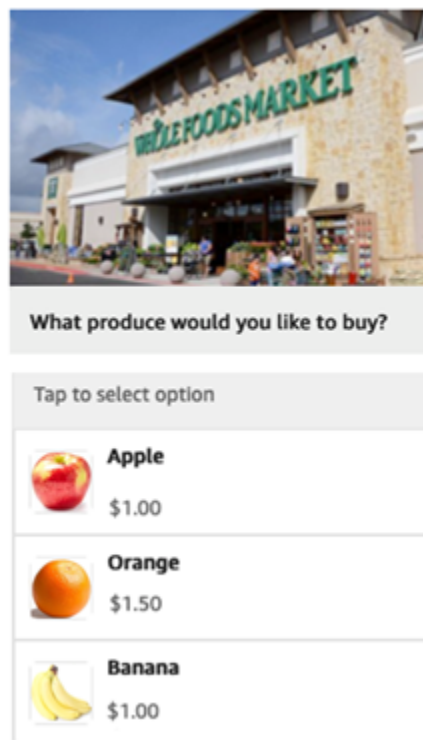 WHOLE FOODS MARKET
What produce would you like to buy?
Tap to select option
Apple
$1.00
Orange
$1.50
Banana
$1.00